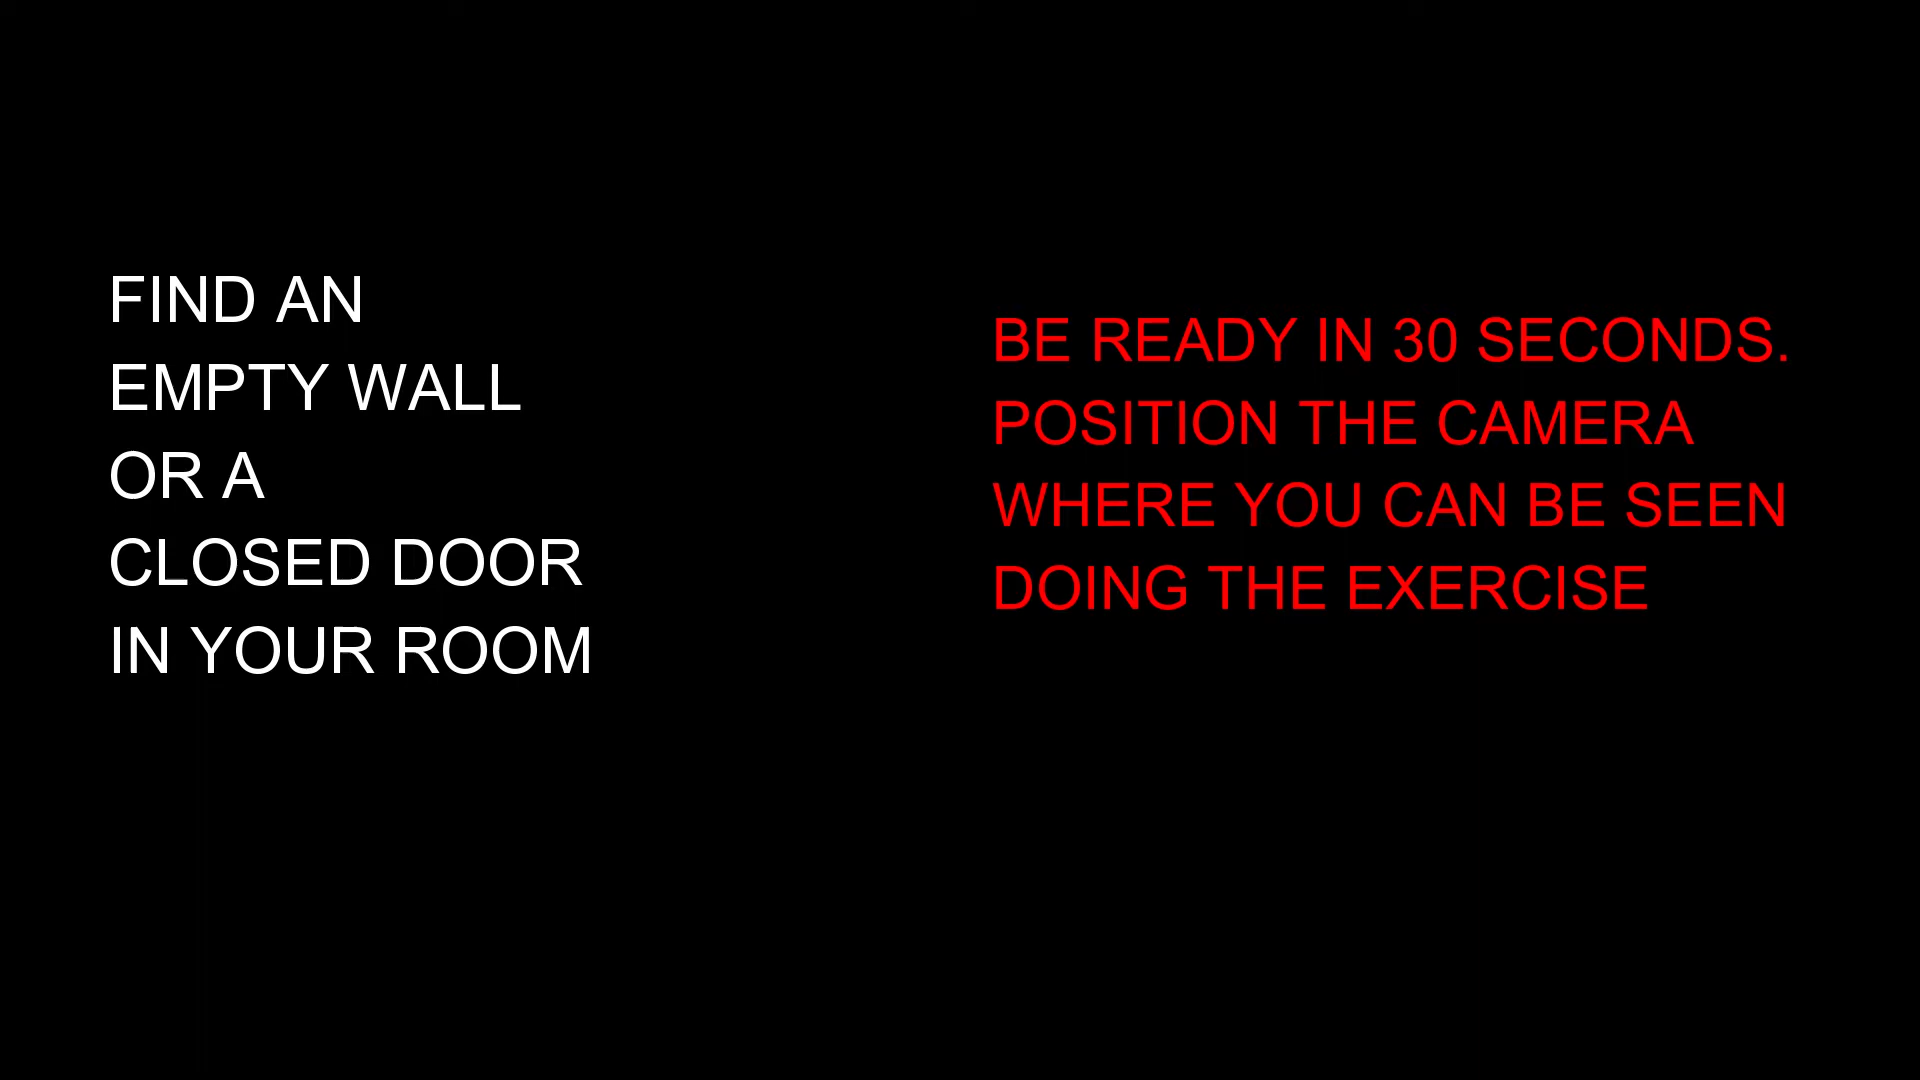 FIND AN
EMPTY WALL
OR A
CLOSED DOOR
IN YOUR ROOM
BE READY IN 30 SECONDS.
POSITION THE CAMERA
WHERE YOU CAN BE SEEN
DOING THE EXERCISE